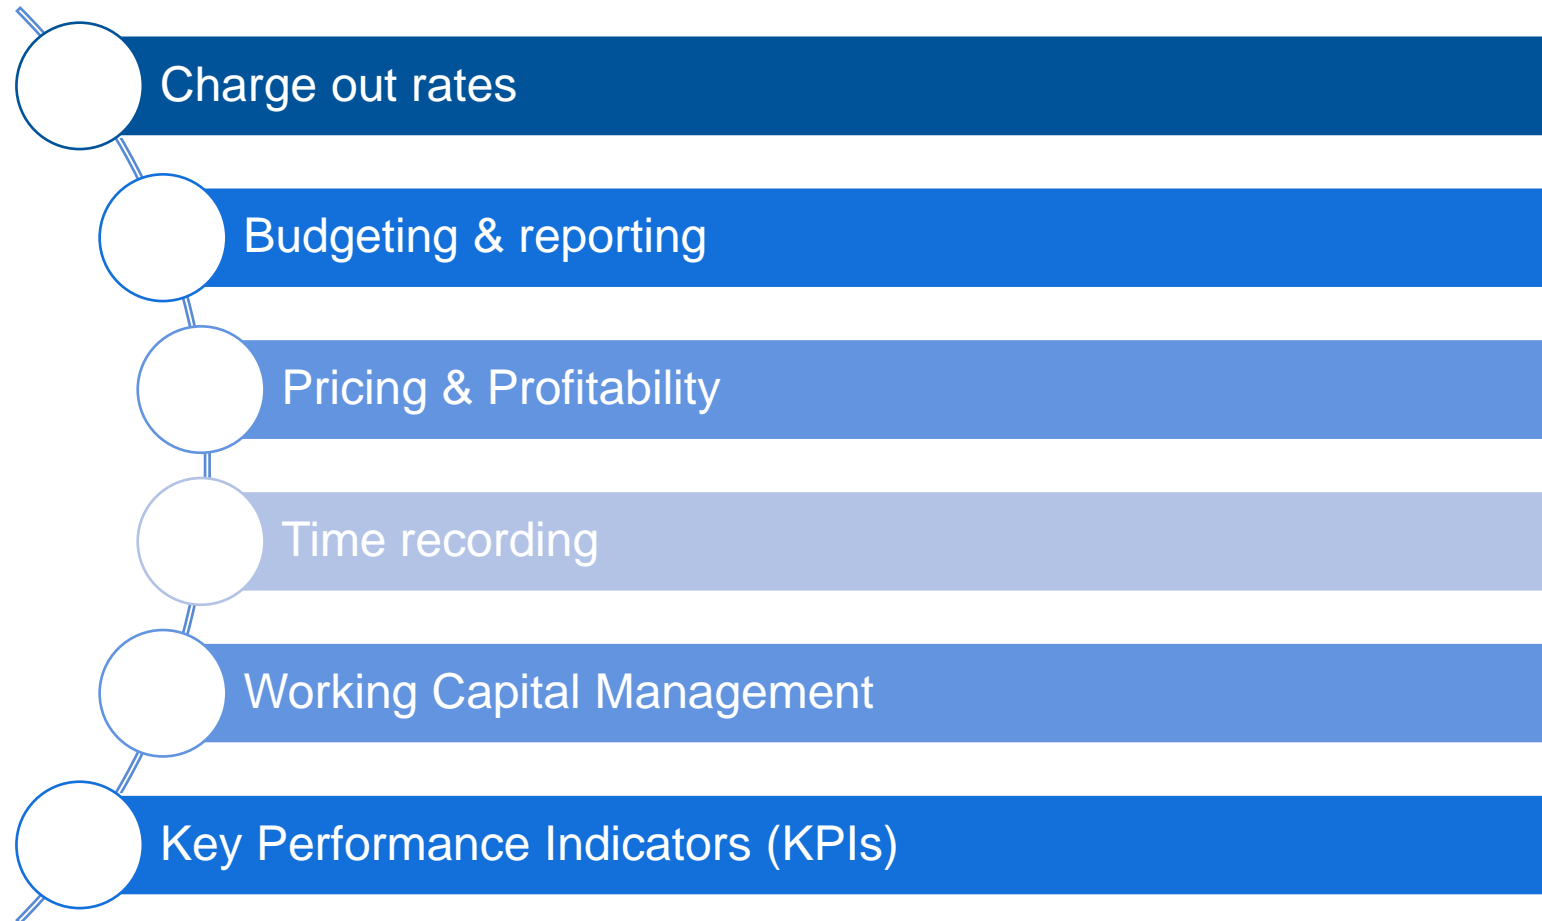 Charge out rates
Budgeting & reporting
Pricing & Profitability
Time recording
Working Capital Management
Key Performance Indicators (KPIs)